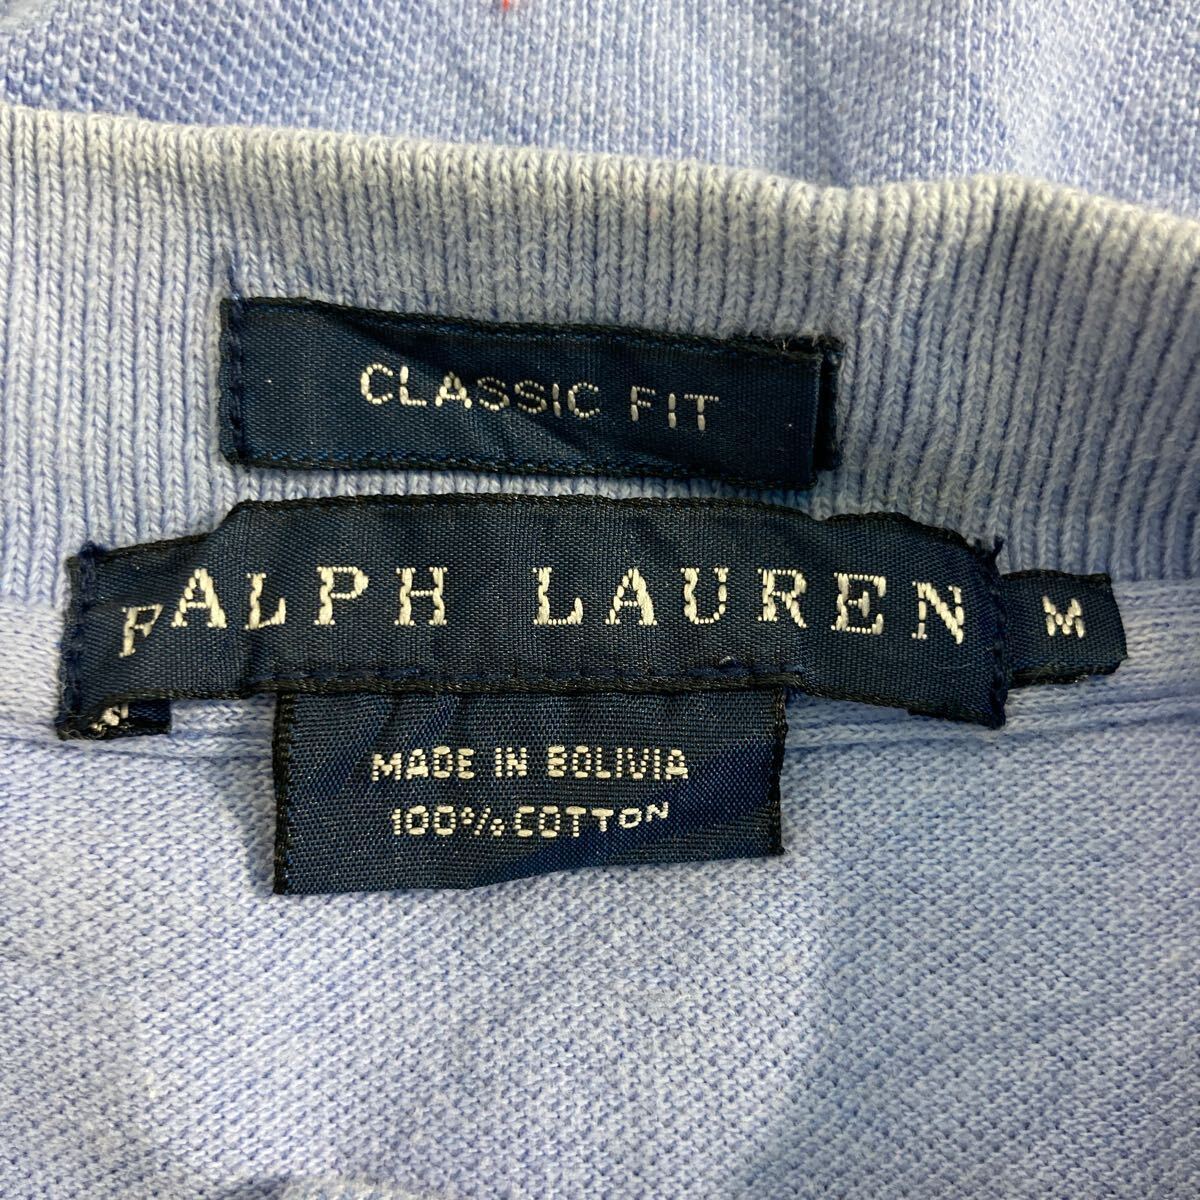 CLASSIC FIT
RALPH LAUREN
M
MADE IN BOLIVIA
100% COTTON